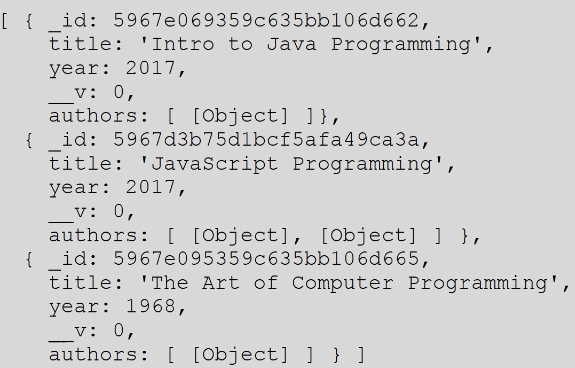 [ { _id: 5967e069359c635bb106d662,
title: 'Intro to Java Programming',
year: 2017,
__v: 0,
authors: [ [Object] ]},
{ _id: 5967d3b75d1bcf5afa49ca3a,
title: 'JavaScript Programming',
year: 2017,
__v: 0,
authors: [ [Object], [Object] ] },
{ _id: 5967e095359c635bb106d665,
title: 'The Art of Computer Programming',
year: 1968,
__v: 0,
authors: [ [Object] ] } ]